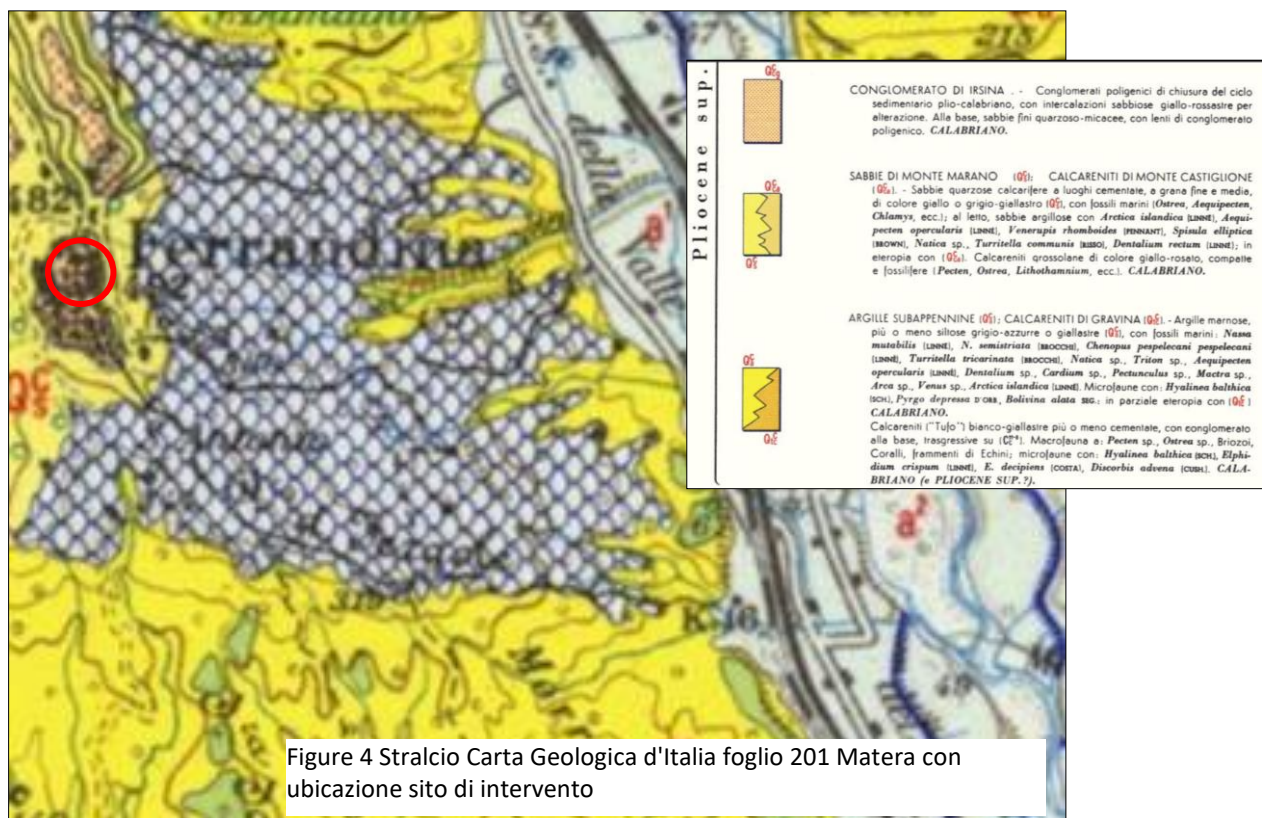 215
482
della
Valle
a¹
a²
K.46
49
319
Pliocene sup.
CONGLOMERATO DI IRSINA . - Conglomerati poligenici di chiusura del ciclo
sedimentario plio-calabriano, con intercalazioni sabbiose giallo-rossastre per
alterazione. Alla base, sabbie fini quarzoso-micacee, con lenti di conglomerato
poligenico. CALABRIANO.
SABBIE DI MONTE MARANO
CALCARENITI DI MONTE CASTIGLIONE
- Sabbie quarzose calcarifere a luoghi cementate, a grana fine e media,
di colore giallo o grigio-giallastro con fossili marini (Ostrea, Aequipecten,
Chlamys, ecc.); al letto, sabbie argillose con Arctica islandica (LINNÉ), Aequi-
pecten opercularis (LINNÉ), Venerupis rhomboides (PENNANT), Spisula elliptica
(BROWN), Natica sp., Turritella communis (RISSO), Dentalium rectum (LINNÉ); in
eteropia con Calcareniti grossolane di colore giallo-rosato, compatte
e fossilifere (Pecten, Ostrea, Lithothamnium, ecc.). CALABRIANO.
ARGILLE SUBAPPENNINE CALCARENITI DI GRAVINA - Argille marnose,
più o meno siltose grigio-azzurre o giallastre con fossili marini: Nassa
mutabilis (LINNÉ), N. semistriata (BROCCHI), Chenopus pespelecani pespelecani
(LINNÉ), Turritella tricarinata (BROCCHI), Natica sp., Triton sp., Aequipecten
opercularis (LINNÉ), Dentalium sp., Cardium sp., Pectunculus sp., Mactra sp.,
Arca sp., Venus sp., Arctica islandica (LINNÉ). Microfaune con: Hyalinea balthica
(SCH.), Pyrgo depressa D'ORB., Bolivina alata SEG.; in parziale eteropia con
CALABRIANO.
Calcareniti ("Tufo") bianco-giallastre più o meno cementate, con conglomerato
alla base, trasgressive su Macrofauna a: Pecten sp., Ostrea sp., Briozoi,
Coralli, frammenti di Echini; microfaune con: Hyalinea balthica (SCH.), Elphi-
dium crispum (LINNÉ), E. decipiens (COSTA), Discorbis advena (CUSH.). CALA-
BRIANO (e PLIOCENE SUP.?).
Figure 4 Stralcio Carta Geologica d'Italia foglio 201 Matera con
ubicazione sito di intervento